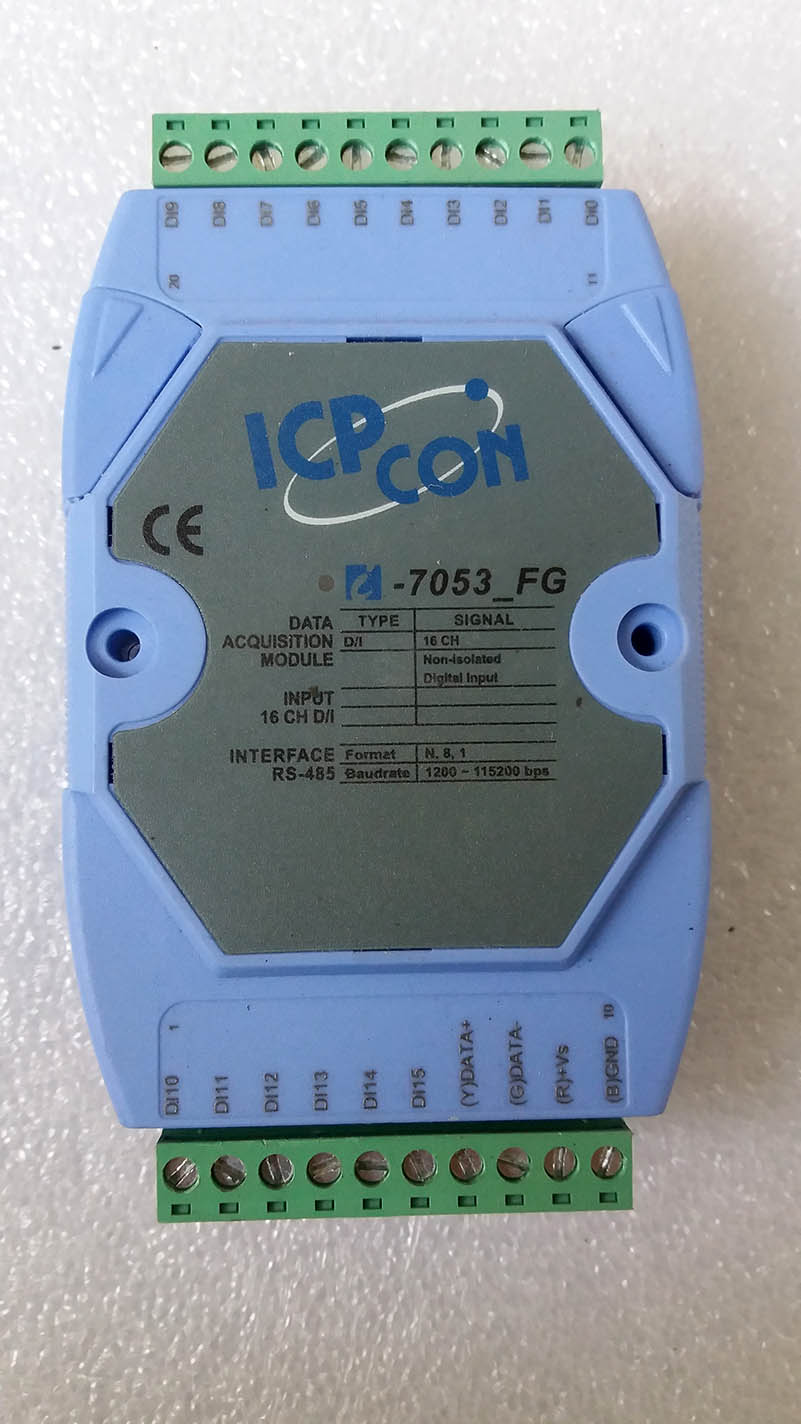 DI9 DI8 DI7 DI6 DI5 DI4 DI3 DI2 DI1 DI0
20 11
ICP CON
CE
i-7053_FG
DATA ACQUISITION MODULE
TYPE SIGNAL
D/I 16 CH
Non-isolated
Digital Input
INPUT
16 CH D/I
INTERFACE Format N, 8, 1
RS-485 Baudrate 1200 ~ 115200 bps
1 10
DI10 DI11 DI12 DI13 DI14 DI15 (Y)DATA+ (G)DATA- (R)+Vs (B)GND